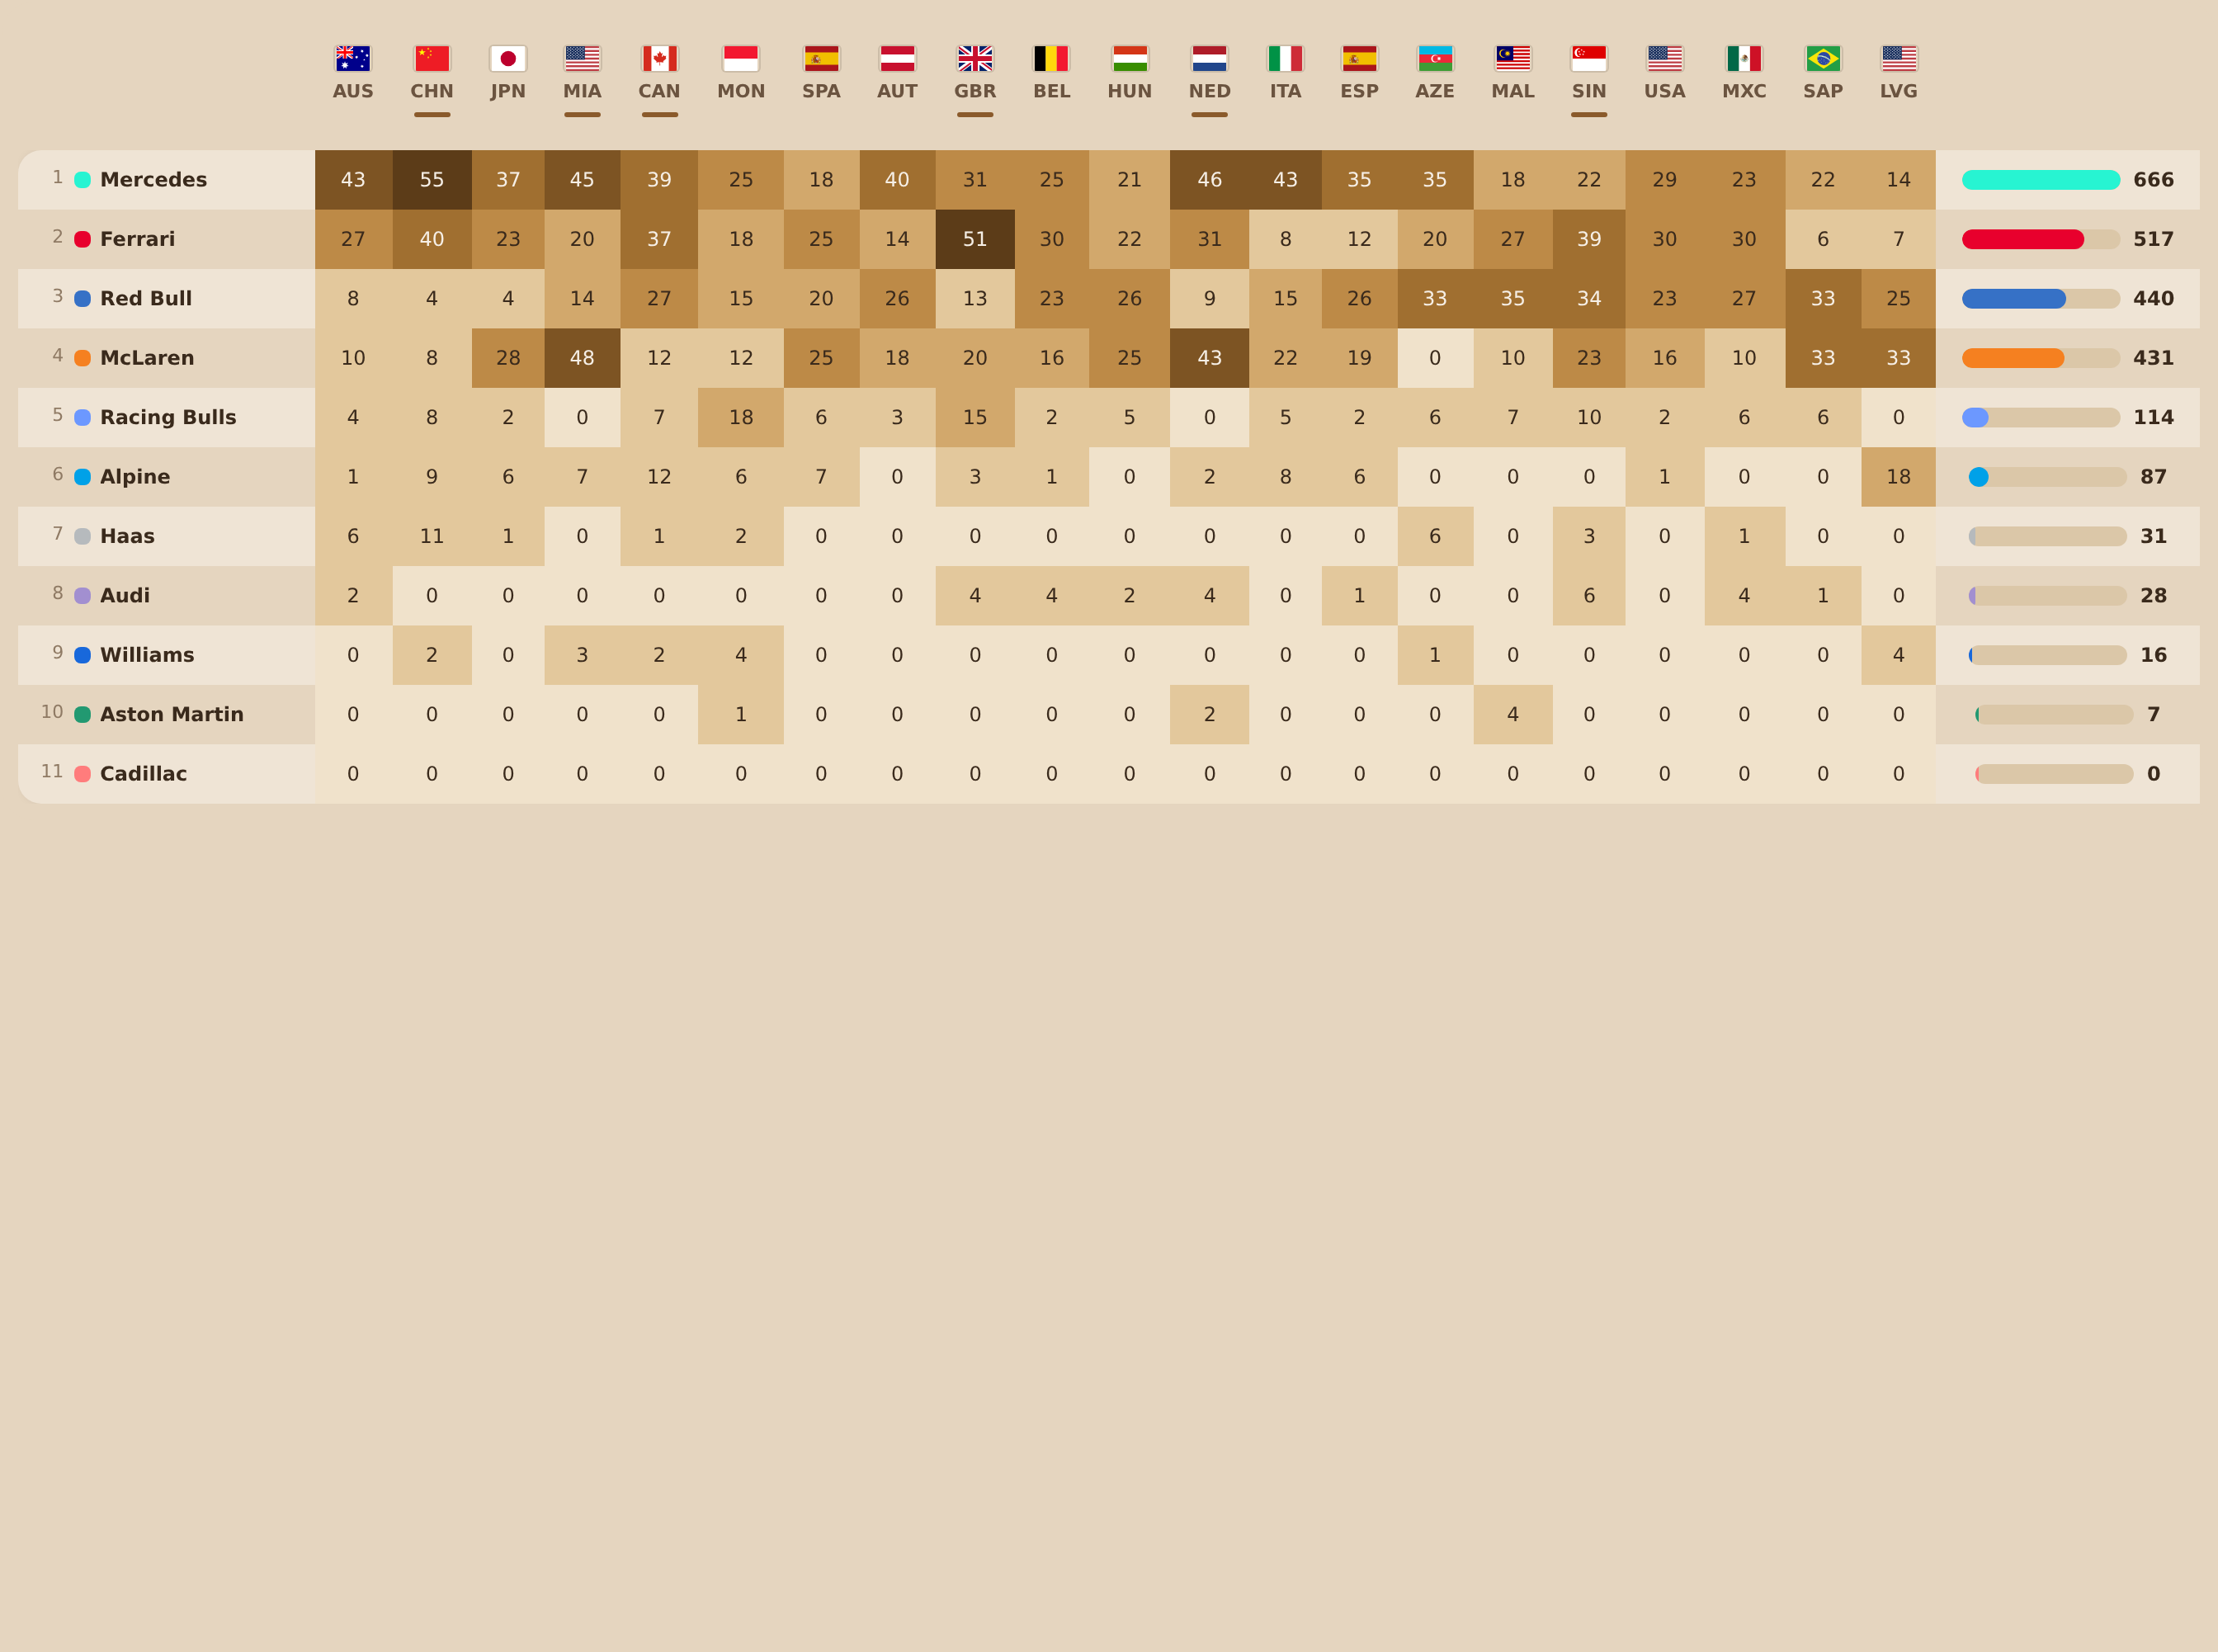 AUS CHN JPN MIA CAN MON SPA AUT GBR BEL HUN NED ITA ESP AZE MAL SIN USA MXC SAP LVG
1 Mercedes 43 55 37 45 39 25 18 40 31 25 21 46 43 35 35 18 22 29 23 22 14 666
2 Ferrari 27 40 23 20 37 18 25 14 51 30 22 31 8 12 20 27 39 30 30 6 7 517
3 Red Bull 8 4 4 14 27 15 20 26 13 23 26 9 15 26 33 35 34 23 27 33 25 440
4 McLaren 10 8 28 48 12 12 25 18 20 16 25 43 22 19 0 10 23 16 10 33 33 431
5 Racing Bulls 4 8 2 0 7 18 6 3 15 2 5 0 5 2 6 7 10 2 6 6 0 114
6 Alpine 1 9 6 7 12 6 7 0 3 1 0 2 8 6 0 0 0 1 0 0 18 87
7 Haas 6 11 1 0 1 2 0 0 0 0 0 0 0 0 6 0 3 0 1 0 0 31
8 Audi 2 0 0 0 0 0 0 0 4 4 2 4 0 1 0 0 6 0 4 1 0 28
9 Williams 0 2 0 3 2 4 0 0 0 0 0 0 0 0 1 0 0 0 0 0 4 16
10 Aston Martin 0 0 0 0 0 1 0 0 0 0 0 2 0 0 0 4 0 0 0 0 0 7
11 Cadillac 0 0 0 0 0 0 0 0 0 0 0 0 0 0 0 0 0 0 0 0 0 0